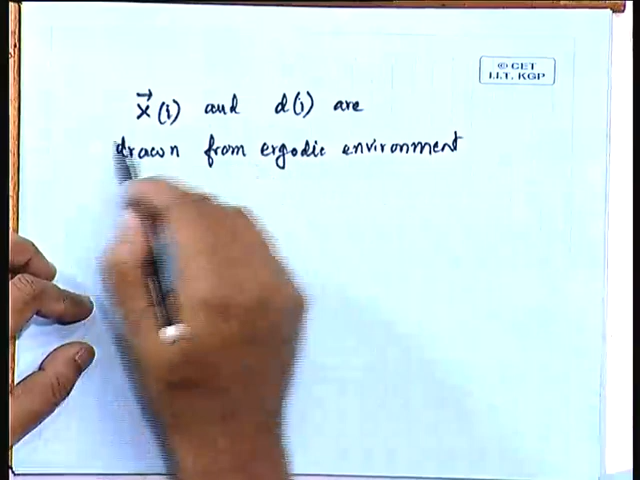 © CET
I.I.T. KGP
x⃗(i) and d(i) are
drawn from ergodic environment